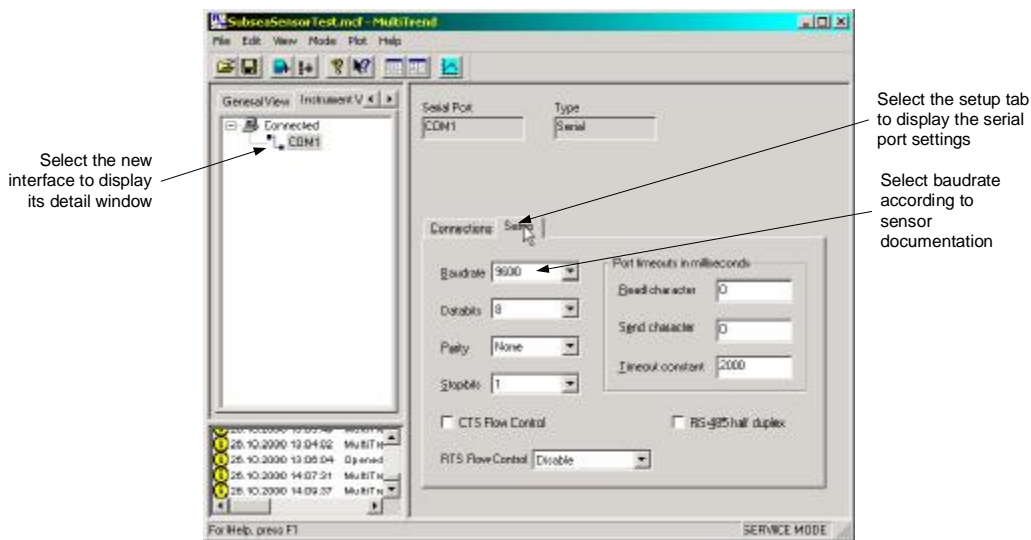 SubseaSensorTest.mcf - MultiTrend
File Edit View Mode Plot Help
General View Instrument V
Connected
COM1
Serial Port
COM1
Type
Serial
Select the new
interface to display
its detail window
Select the setup tab
to display the serial
port settings
Select baudrate
according to
sensor
documentation
Connections
Baudrate 9600
Databits 8
Parity None
Stopbits 1
Port timeouts in milliseconds
Read character 0
Send character 0
Timeout constant 2000
CTS Flow Control
RS-485 half duplex
RTS Flow Control Disable
26.10.2000 13:04:02 MultiTr
26.10.2000 13:06:04 Opened
26.10.2000 14:07:31 MultiTr
26.10.2000 14:09:37 MultiTr
For Help, press F1
SERVICE MODE